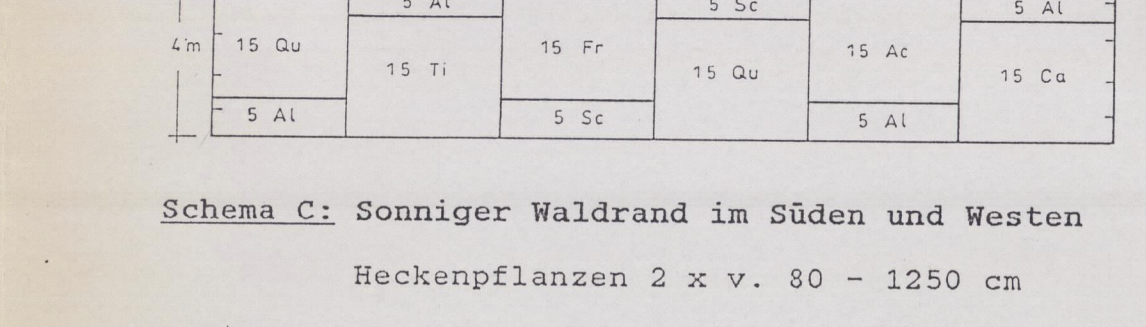 5 Al 5 Sc 5 Al
4 m 15 Qu 15 Ti 15 Fr 15 Qu 15 Ac 15 Ca
5 Al 5 Sc 5 Al
Schema C: Sonniger Waldrand im Süden und Westen
Heckenpflanzen 2 x v. 80 - 1250 cm